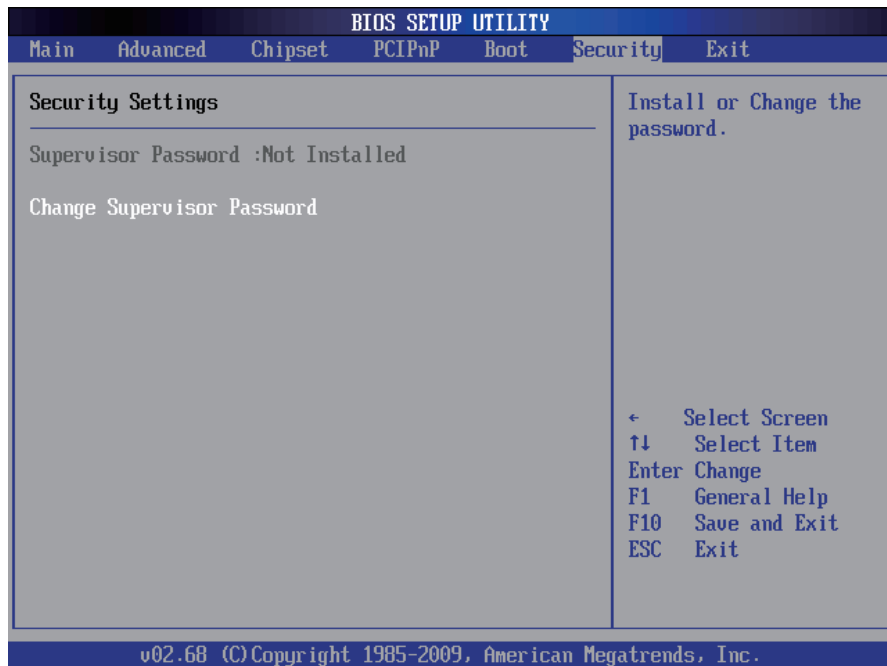 BIOS SETUP UTILITY
Main Advanced Chipset PCIPnP Boot Security Exit
Security Settings
Supervisor Password :Not Installed
Change Supervisor Password
Install or Change the
password.
← Select Screen
↑↓ Select Item
Enter Change
F1 General Help
F10 Save and Exit
ESC Exit
v02.68 (C)Copyright 1985-2009, American Megatrends, Inc.